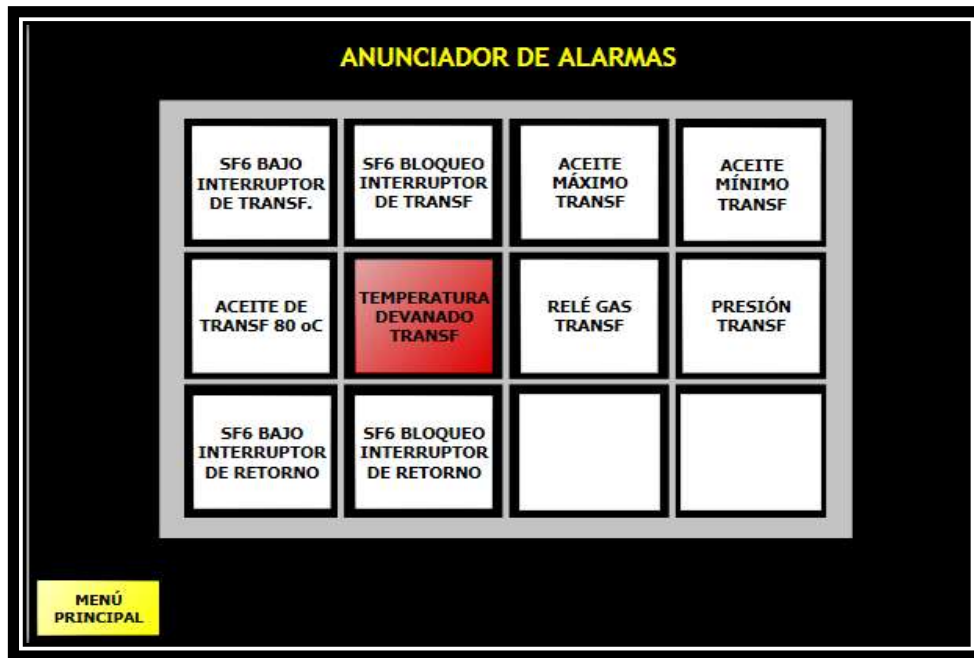 ANUNCIADOR DE ALARMAS
SF6 BAJO
INTERRUPTOR
DE TRANSF.
SF6 BLOQUEO
INTERRUPTOR
DE TRANSF
ACEITE
MÁXIMO
TRANSF
ACEITE
MÍNIMO
TRANSF
ACEITE DE
TRANSF 80 oC
TEMPERATURA
DEVANADO
TRANSF
RELÉ GAS
TRANSF
PRESIÓN
TRANSF
SF6 BAJO
INTERRUPTOR
DE RETORNO
SF6 BLOQUEO
INTERRUPTOR
DE RETORNO
MENÚ
PRINCIPAL